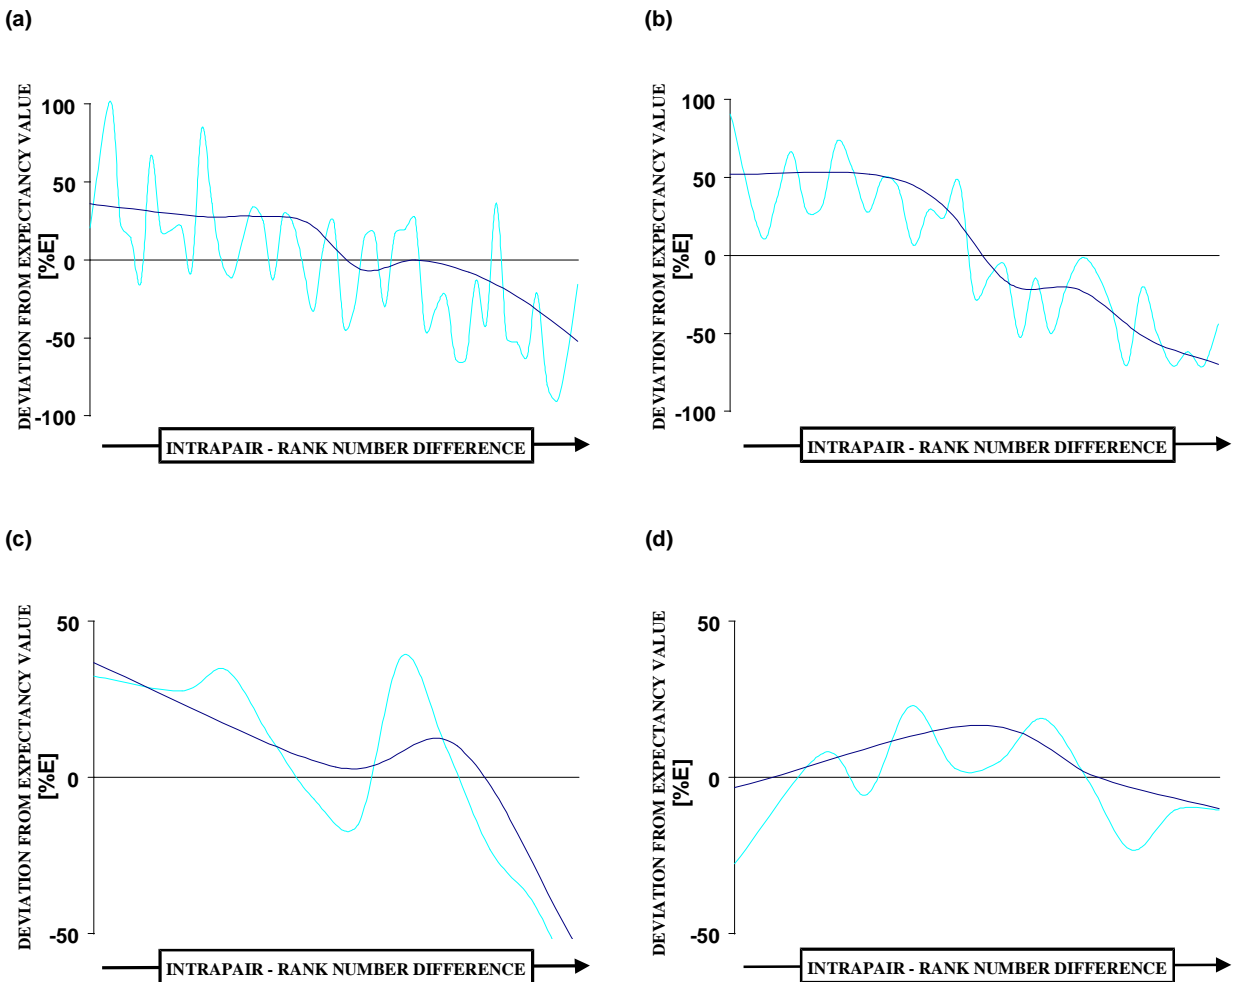 (a)
(b)
DEVIATION FROM EXPECTANCY VALUE
[%E]
100
50
0
-50
-100
INTRAPAIR - RANK NUMBER DIFFERENCE
DEVIATION FROM EXPECTANCY VALUE
[%E]
100
50
0
-50
-100
INTRAPAIR - RANK NUMBER DIFFERENCE
(c)
(d)
DEVIATION FROM EXPECTANCY VALUE
[%E]
50
0
-50
INTRAPAIR - RANK NUMBER DIFFERENCE
DEVIATION FROM EXPECTANCY VALUE
[%E]
50
0
-50
INTRAPAIR - RANK NUMBER DIFFERENCE